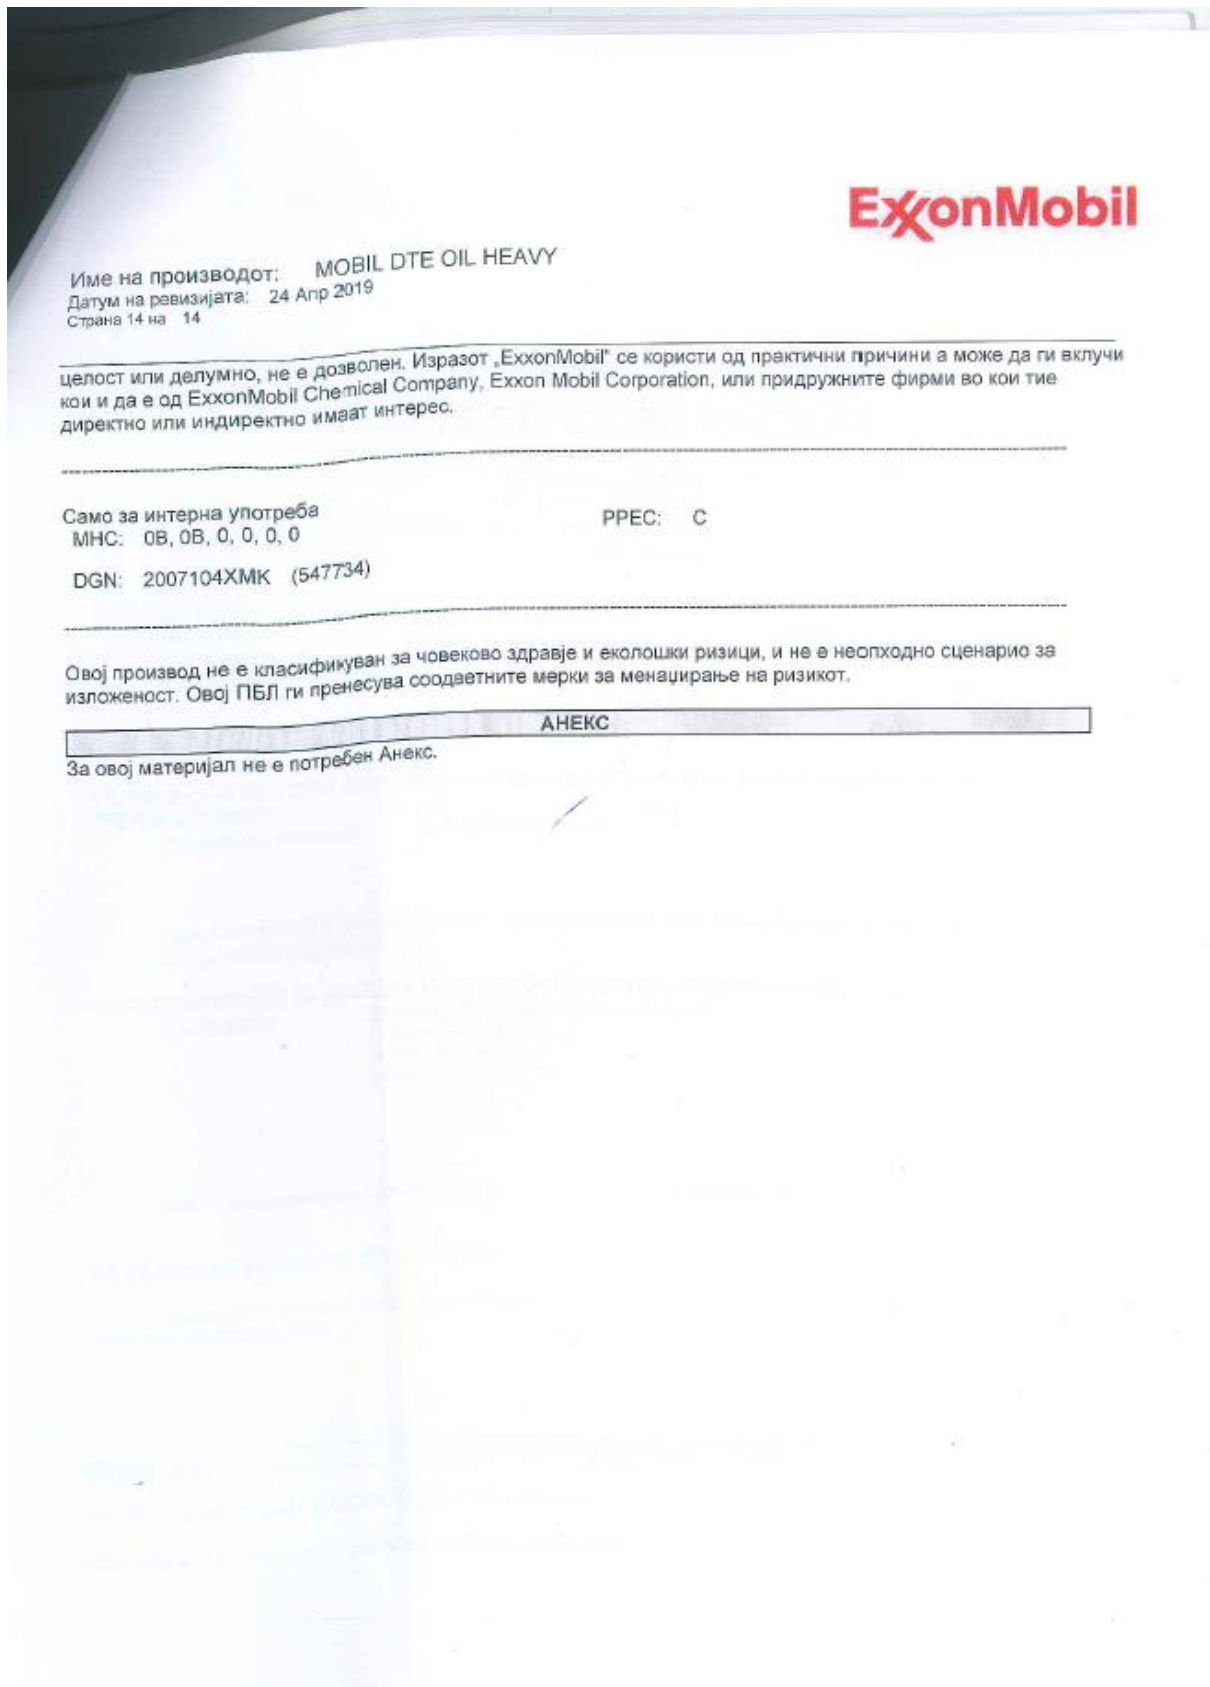 ExxonMobil
Име на производот: MOBIL DTE OIL HEAVY
Датум на ревизијата: 24 Апр 2019
Страна 14 на 14
целост или делумно, не е дозволен. Изразот „ExxonMobil" се користи од практични причини а може да ги вклучи
кои и да е од ExxonMobil Chemical Company, Exxon Mobil Corporation, или придружните фирми во кои тие
директно или индиректно имаат интерес.
Само за интерна употреба
МНС: 0B, 0B, 0, 0, 0, 0 PPEC: C
DGN: 2007104XMK (547734)
Овој производ не е класификуван за човеково здравје и еколошки ризици, и не е неопходно сценарио за
изложеност. Овој ПБЛ ги пренесува соодветните мерки за менаџирање на ризикот.
АНЕКС
За овој материјал не е потребен Анекс.